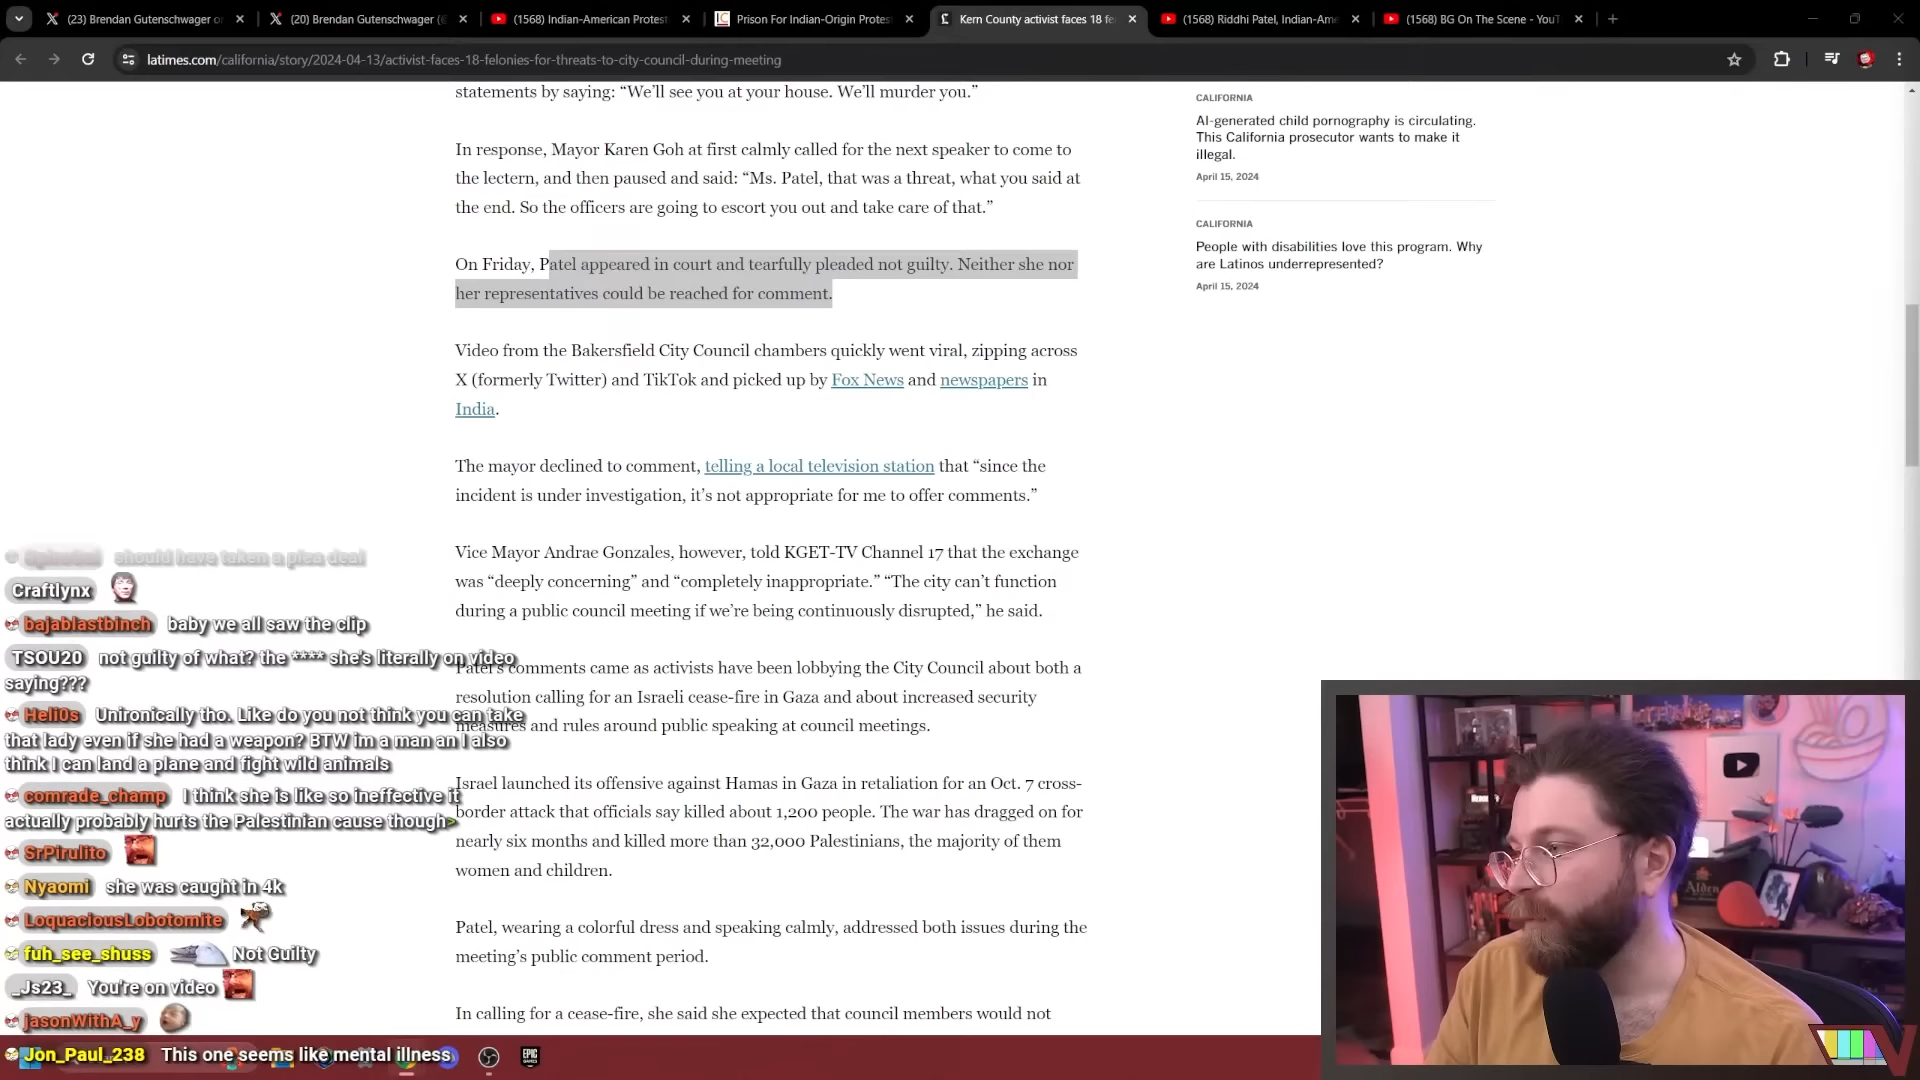 (23) Brendan Gutenschwager or
(20) Brendan Gutenschwager (@
(1568) Indian-American Protest
Prison For Indian-Origin Protes
Kern County activist faces 18 fe
(1568) Riddhi Patel, Indian-Ame
(1568) BG On The Scene - YouT
latimes.com/california/story/2024-04-13/activist-faces-18-felonies-for-threats-to-city-council-during-meeting
statements by saying: “We’ll see you at your house. We’ll murder you.”
In response, Mayor Karen Goh at first calmly called for the next speaker to come to
the lectern, and then paused and said: “Ms. Patel, that was a threat, what you said at
the end. So the officers are going to escort you out and take care of that.”
On Friday, Patel appeared in court and tearfully pleaded not guilty. Neither she nor
her representatives could be reached for comment.
Video from the Bakersfield City Council chambers quickly went viral, zipping across
X (formerly Twitter) and TikTok and picked up by Fox News and newspapers in
India.
The mayor declined to comment, telling a local television station that “since the
incident is under investigation, it’s not appropriate for me to offer comments.”
Vice Mayor Andrae Gonzales, however, told KGET-TV Channel 17 that the exchange
was “deeply concerning” and “completely inappropriate.” “The city can’t function
during a public council meeting if we’re being continuously disrupted,” he said.
Patel’s comments came as activists have been lobbying the City Council about both a
resolution calling for an Israeli cease-fire in Gaza and about increased security
measures and rules around public speaking at council meetings.
Israel launched its offensive against Hamas in Gaza in retaliation for an Oct. 7 cross-
border attack that officials say killed about 1,200 people. The war has dragged on for
nearly six months and killed more than 32,000 Palestinians, the majority of them
women and children.
Patel, wearing a colorful dress and speaking calmly, addressed both issues during the
meeting’s public comment period.
In calling for a cease-fire, she said she expected that council members would not
CALIFORNIA
AI-generated child pornography is circulating.
This California prosecutor wants to make it
illegal.
April 15, 2024
CALIFORNIA
People with disabilities love this program. Why
are Latinos underrepresented?
April 15, 2024
should have taken a plea deal
Craftlynx
bajablastbinch baby we all saw the clip
TSOU20 not guilty of what? the **** she's literally on video
saying???
Heli0s Unironically tho. Like do you not think you can take
that lady even if she had a weapon? BTW im a man an I also
think I can land a plane and fight wild animals
comrade_champ I think she is like so ineffective it
actually probably hurts the Palestinian cause though>
SrPirulito
Nyaomi she was caught in 4k
LoquaciousLobotomite
fuh_see_shuss Not Guilty
_Js23_ You're on video
jasonWithA_y
Jon_Paul_238 This one seems like mental illness
EPIC
GAMES